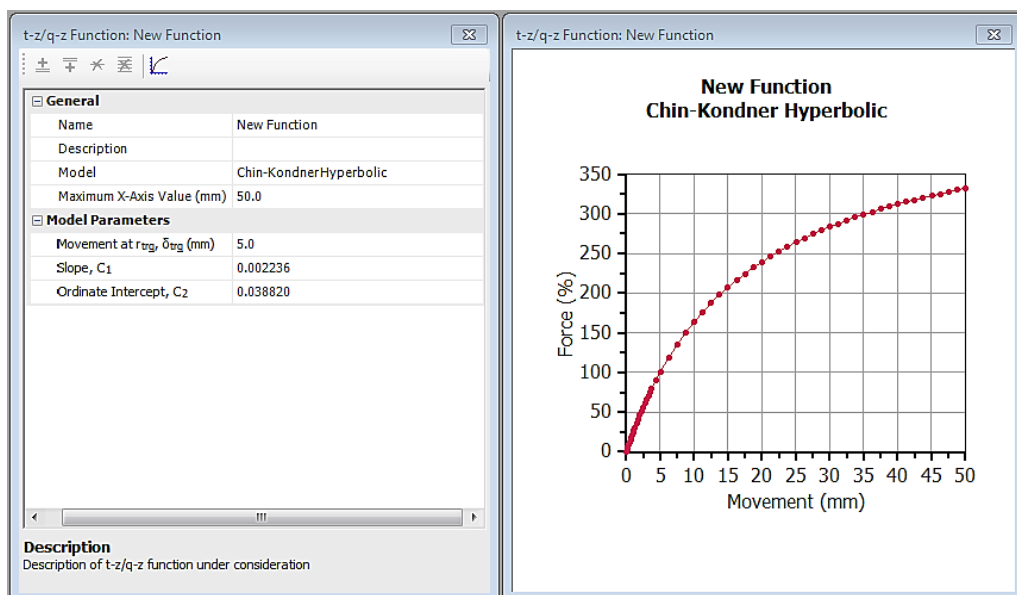 t-z/q-z Function: New Function
General
Name New Function
Description
Model Chin-KondnerHyperbolic
Maximum X-Axis Value (mm) 50.0
Model Parameters
Movement at rtrg, δtrg (mm) 5.0
Slope, C1 0.002236
Ordinate Intercept, C2 0.038820
Description
Description of t-z/q-z function under consideration
t-z/q-z Function: New Function
New Function
Chin-Kondner Hyperbolic
350
300
250
200
150
100
50
0
Force (%)
0 5 10 15 20 25 30 35 40 45 50
Movement (mm)